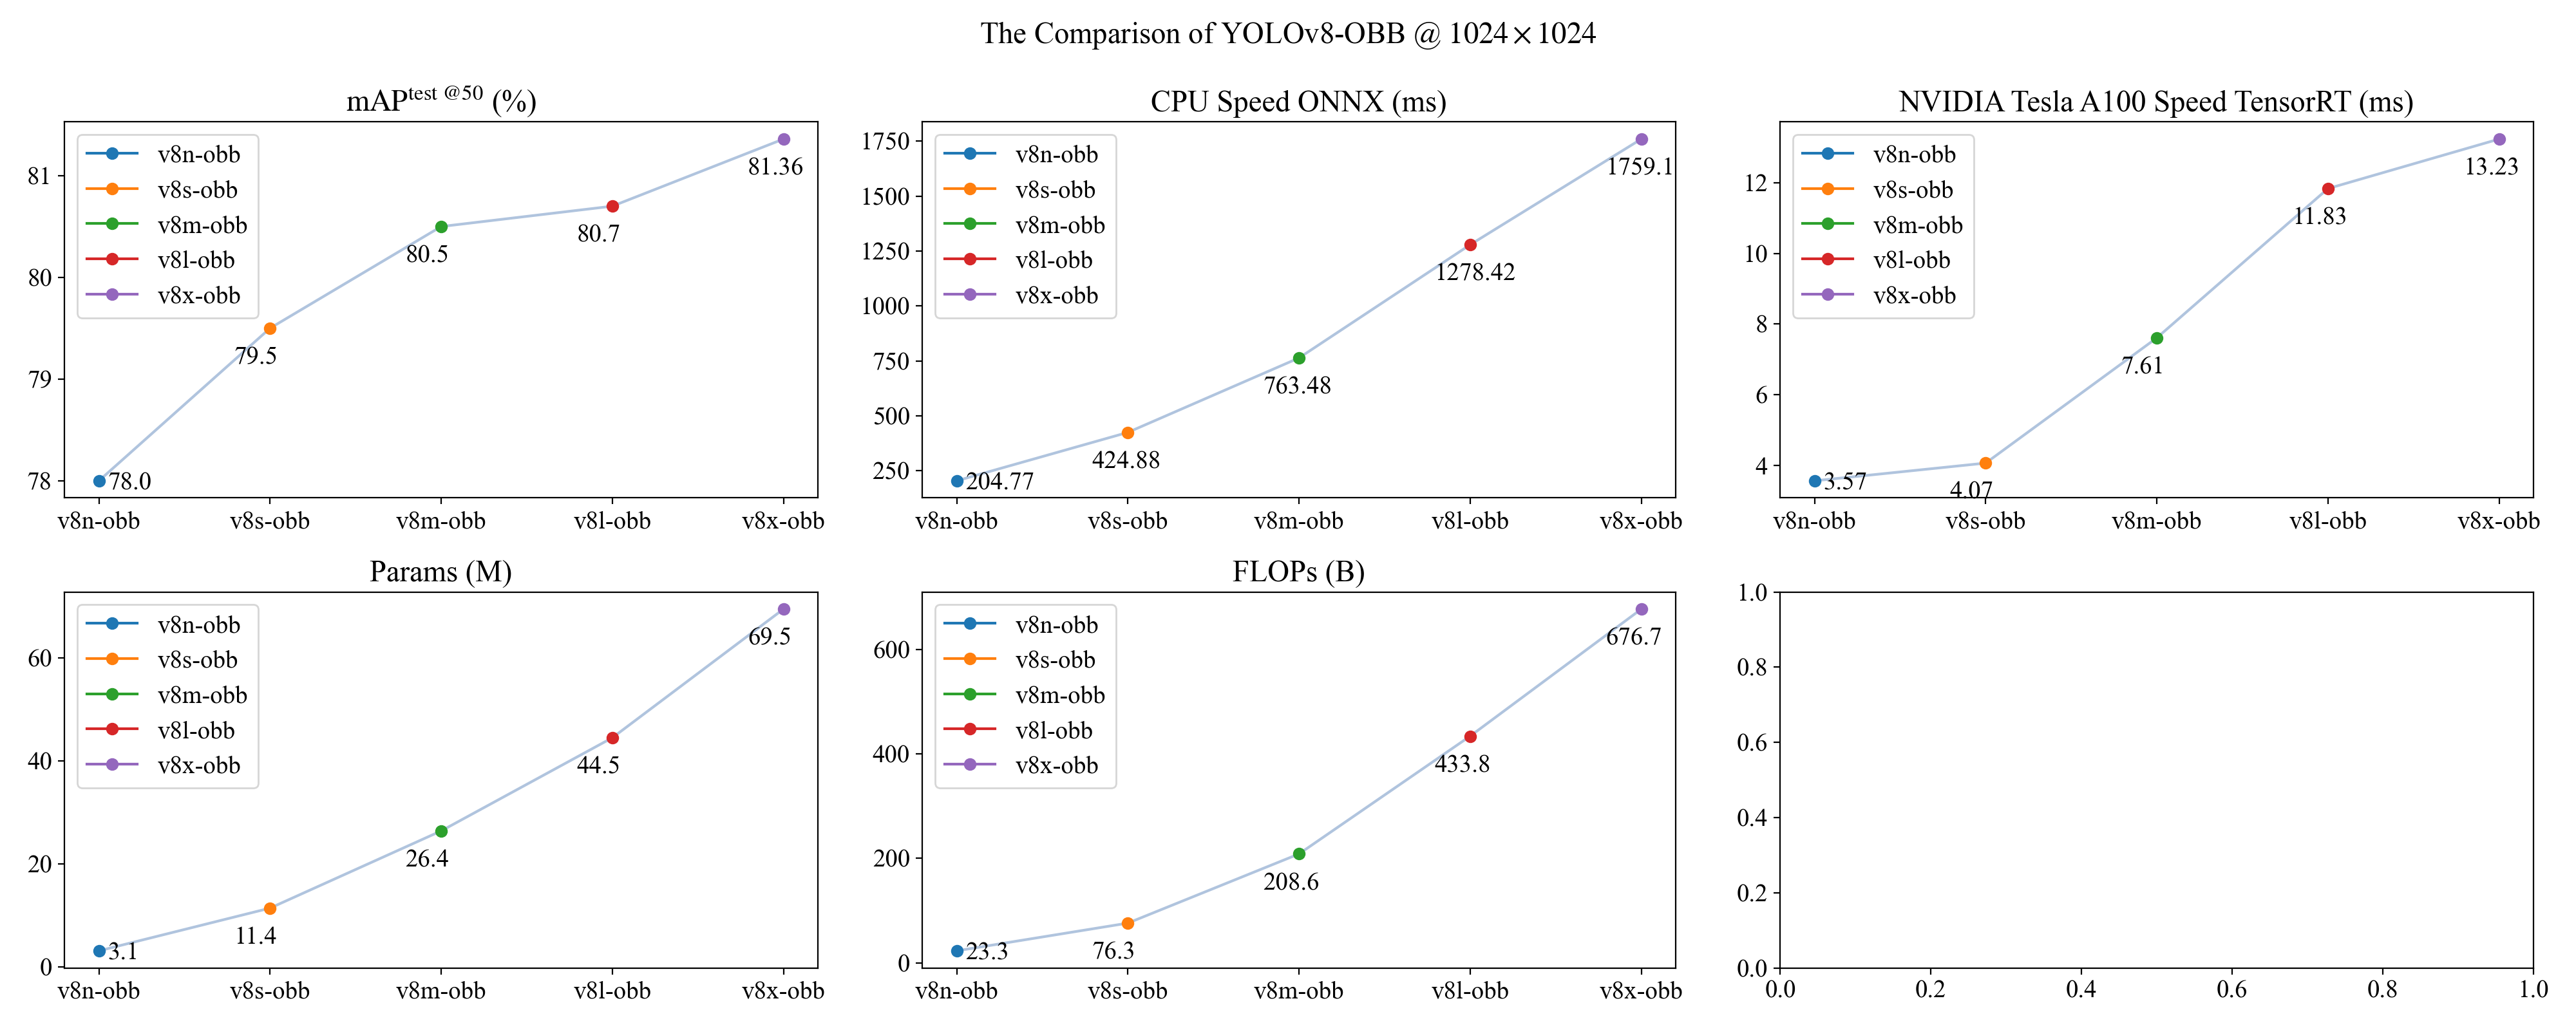 The Comparison of YOLOv8-OBB @ 1024×1024
mAPtest @50 (%)
81
80
79
78
v8n-obb
v8s-obb
v8m-obb
v8l-obb
v8x-obb
78.0
79.5
80.5
80.7
81.36
v8n-obb v8s-obb v8m-obb v8l-obb v8x-obb
CPU Speed ONNX (ms)
1750
1500
1250
1000
750
500
250
v8n-obb
v8s-obb
v8m-obb
v8l-obb
v8x-obb
204.77
424.88
763.48
1278.42
1759.1
v8n-obb v8s-obb v8m-obb v8l-obb v8x-obb
NVIDIA Tesla A100 Speed TensorRT (ms)
12
10
8
6
4
v8n-obb
v8s-obb
v8m-obb
v8l-obb
v8x-obb
3.57
4.07
7.61
11.83
13.23
v8n-obb v8s-obb v8m-obb v8l-obb v8x-obb
Params (M)
60
40
20
0
v8n-obb
v8s-obb
v8m-obb
v8l-obb
v8x-obb
3.1
11.4
26.4
44.5
69.5
v8n-obb v8s-obb v8m-obb v8l-obb v8x-obb
FLOPs (B)
600
400
200
0
v8n-obb
v8s-obb
v8m-obb
v8l-obb
v8x-obb
23.3
76.3
208.6
433.8
676.7
v8n-obb v8s-obb v8m-obb v8l-obb v8x-obb
1.0
0.8
0.6
0.4
0.2
0.0
0.0 0.2 0.4 0.6 0.8 1.0